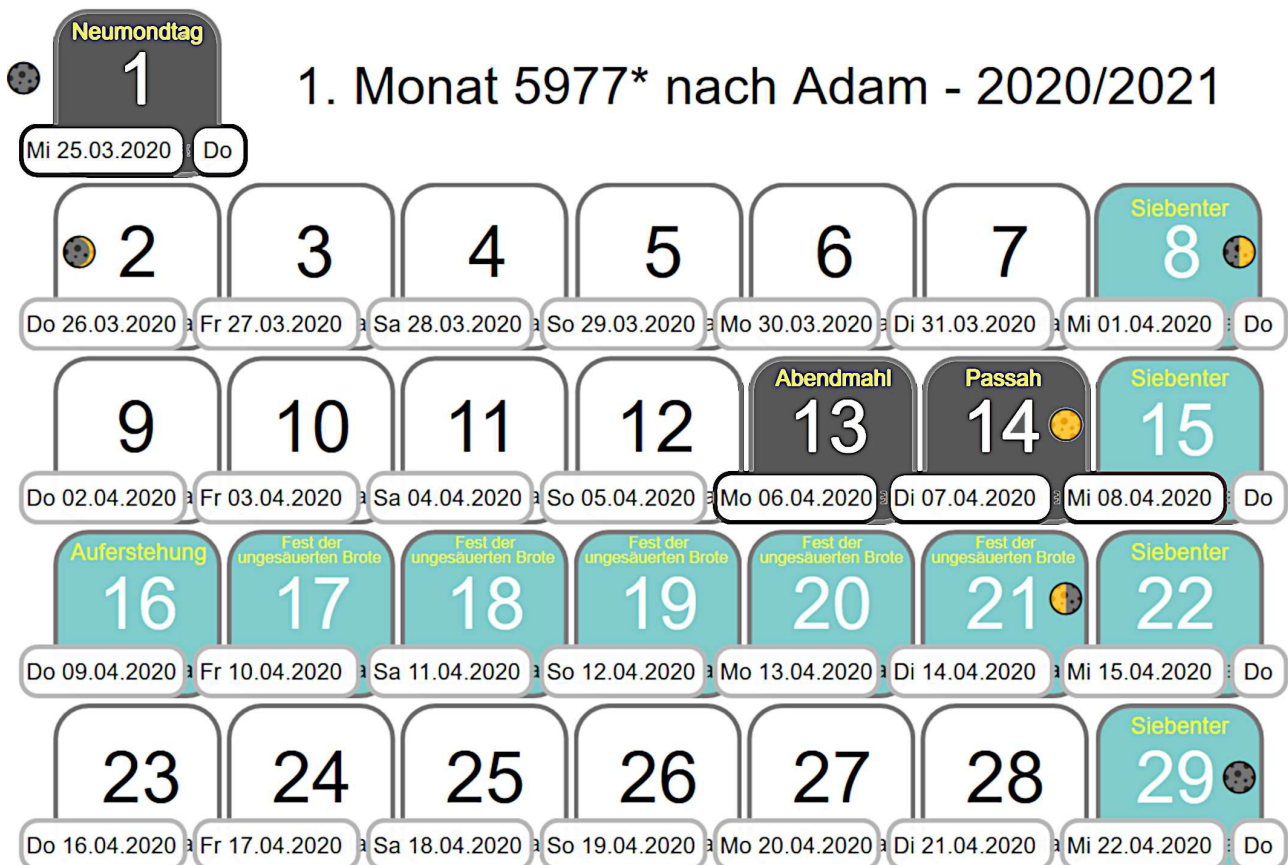 Neumondtag
1
1. Monat 5977* nach Adam - 2020/2021
Mi 25.03.2020 Do
Siebenter
2 3 4 5 6 7 8
Do 26.03.2020 Fr 27.03.2020 Sa 28.03.2020 So 29.03.2020 Mo 30.03.2020 Di 31.03.2020 Mi 01.04.2020 Do
Abendmahl Passah Siebenter
9 10 11 12 13 14 15
Do 02.04.2020 Fr 03.04.2020 Sa 04.04.2020 So 05.04.2020 Mo 06.04.2020 Di 07.04.2020 Mi 08.04.2020 Do
Auferstehung Fest der ungesäuerten Brote Fest der ungesäuerten Brote Fest der ungesäuerten Brote Fest der ungesäuerten Brote Fest der ungesäuerten Brote Siebenter
16 17 18 19 20 21 22
Do 09.04.2020 Fr 10.04.2020 Sa 11.04.2020 So 12.04.2020 Mo 13.04.2020 Di 14.04.2020 Mi 15.04.2020 Do
Siebenter
23 24 25 26 27 28 29
Do 16.04.2020 Fr 17.04.2020 Sa 18.04.2020 So 19.04.2020 Mo 20.04.2020 Di 21.04.2020 Mi 22.04.2020 Do